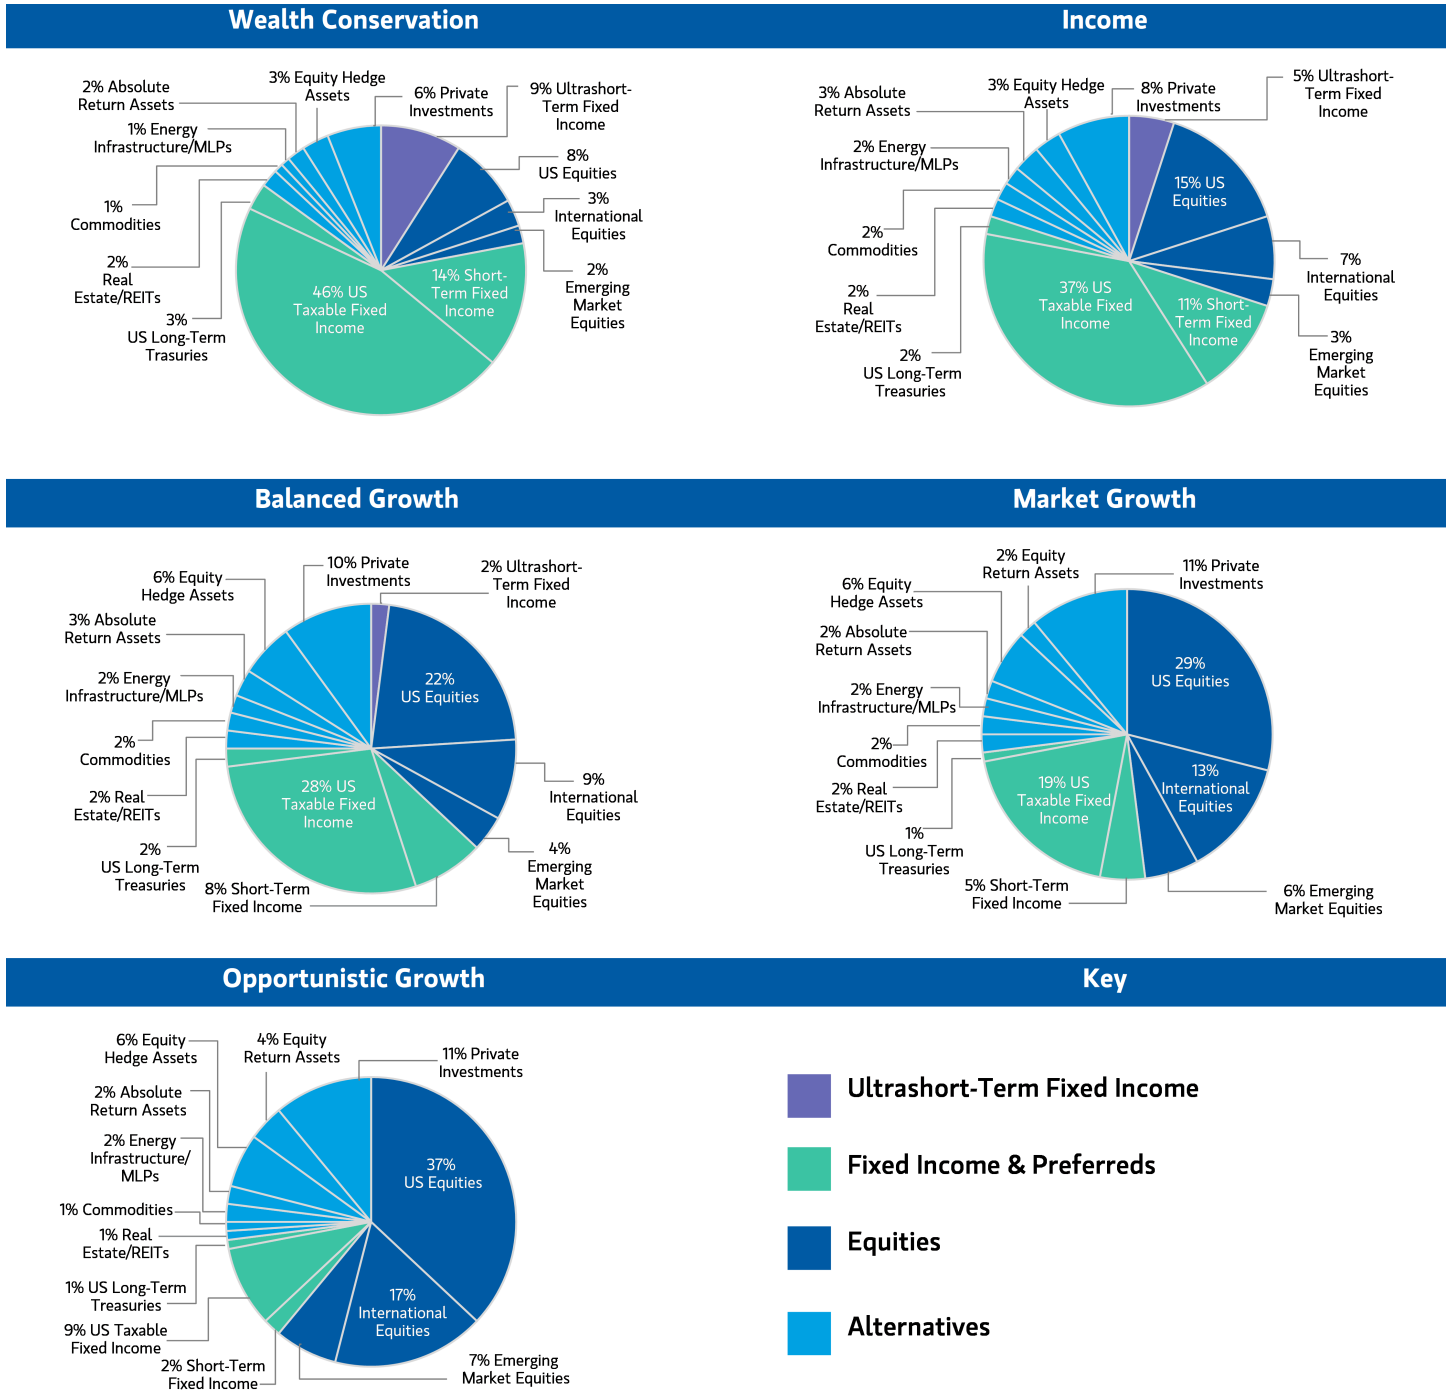 Wealth Conservation
2% Absolute
Return Assets
3% Equity Hedge
Assets
6% Private
Investments
9% Ultrashort-
Term Fixed
Income
1% Energy
Infrastructure/MLPs
8%
US Equities
1%
Commodities
3%
International
Equities
2%
Real
Estate/REITs
2%
Emerging
Market
Equities
3%
US Long-Term
Trasuries
46% US
Taxable Fixed
Income
14% Short-
Term Fixed
Income
Income
3% Absolute
Return Assets
3% Equity Hedge
Assets
8% Private
Investments
5% Ultrashort-
Term Fixed
Income
2% Energy
Infrastructure/MLPs
15% US
Equities
2%
Commodities
7%
International
Equities
2%
Real
Estate/REITs
3%
Emerging
Market
Equities
2%
US Long-Term
Treasuries
37% US
Taxable Fixed
Income
11% Short-
Term Fixed
Income
Balanced Growth
6% Equity
Hedge Assets
10% Private
Investments
2% Ultrashort-
Term Fixed
Income
3% Absolute
Return Assets
2% Energy
Infrastructure/MLPs
22%
US Equities
2%
Commodities
9%
International
Equities
2% Real
Estate/REITs
28% US
Taxable Fixed
Income
2%
US Long-Term
Treasuries
4%
Emerging
Market
Equities
8% Short-Term
Fixed Income
Market Growth
2% Equity
Return Assets
11% Private
Investments
6% Equity
Hedge Assets
2% Absolute
Return Assets
29%
US Equities
2% Energy
Infrastructure/MLPs
2%
Commodities
13%
International
Equities
2% Real
Estate/REITs
19% US
Taxable Fixed
Income
1%
US Long-Term
Treasuries
5% Short-Term
Fixed Income
6% Emerging
Market Equities
Opportunistic Growth
6% Equity
Hedge Assets
4% Equity
Return Assets
11% Private
Investments
2% Absolute
Return Assets
2% Energy
Infrastructure/
MLPs
37%
US Equities
1% Commodities
1% Real
Estate/REITs
1% US Long-Term
Treasuries
17%
International
Equities
9% US Taxable
Fixed Income
2% Short-Term
Fixed Income
7% Emerging
Market Equities
Key
Ultrashort-Term Fixed Income
Fixed Income & Preferreds
Equities
Alternatives